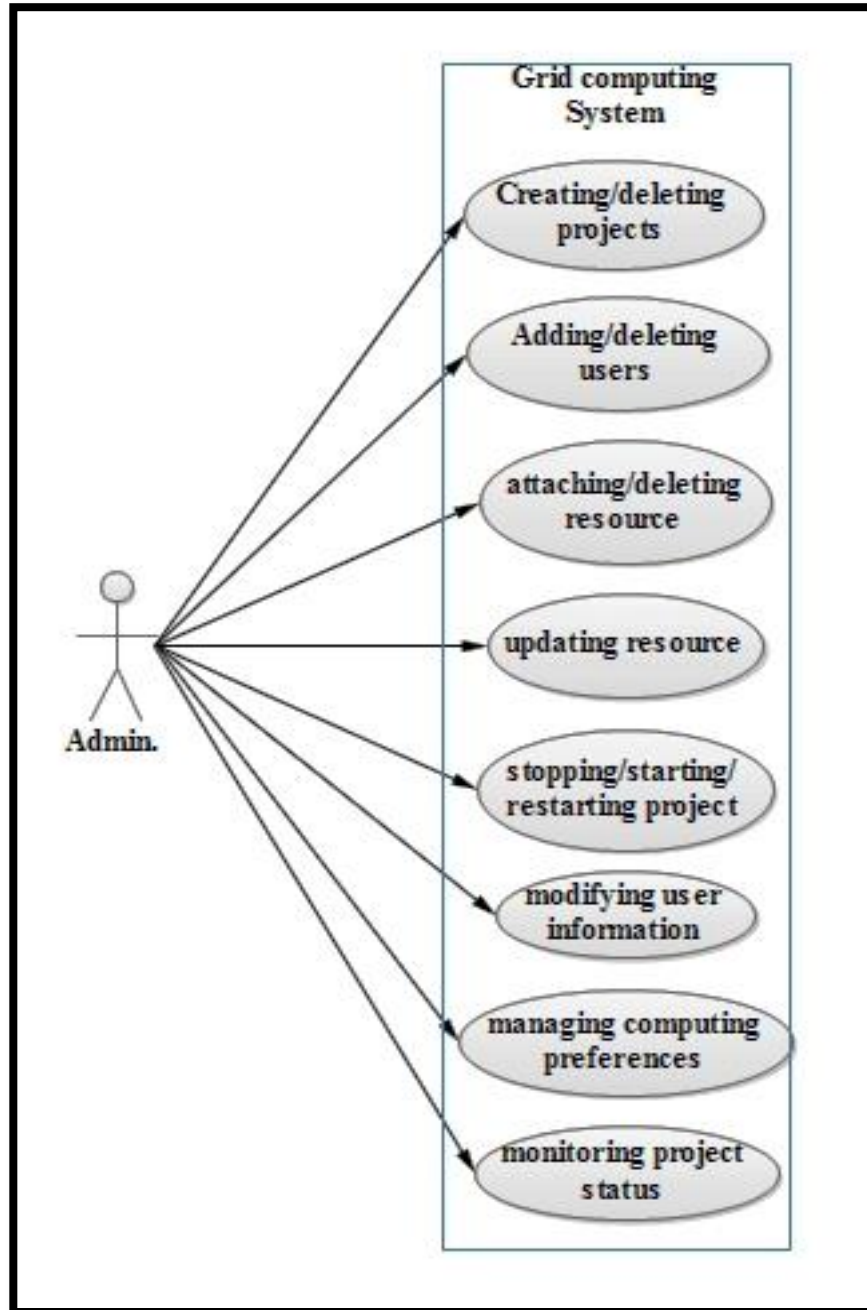 Grid computing
System
Creating/deleting
projects
Adding/deleting
users
attaching/deleting
resource
updating resource
Admin.
stopping/starting/
restarting project
modifying user
information
managing computing
preferences
monitoring project
status